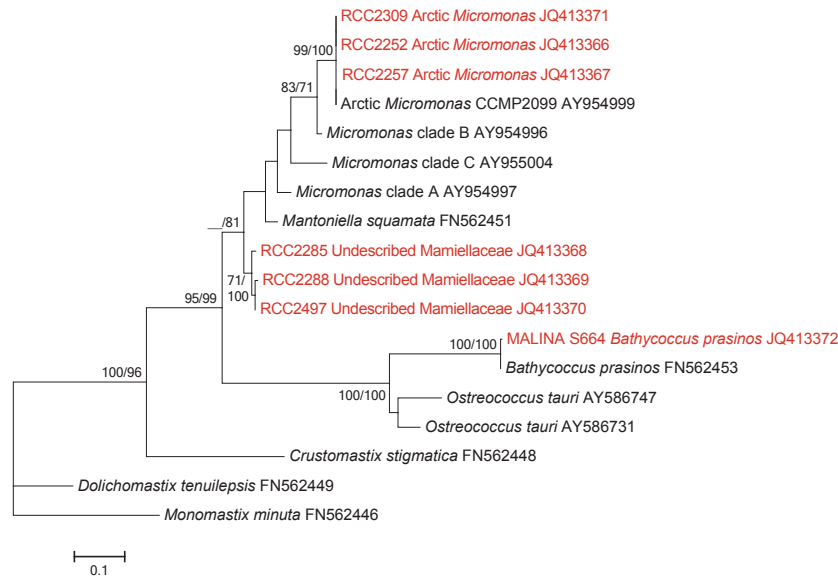 RCC2309 Arctic Micromonas JQ413371
RCC2252 Arctic Micromonas JQ413366
99/100
RCC2257 Arctic Micromonas JQ413367
83/71
Arctic Micromonas CCMP2099 AY954999
Micromonas clade B AY954996
Micromonas clade C AY955004
Micromonas clade A AY954997
__/81
Mantoniella squamata FN562451
RCC2285 Undescribed Mamiellaceae JQ413368
71/
100
RCC2288 Undescribed Mamiellaceae JQ413369
95/99
RCC2497 Undescribed Mamiellaceae JQ413370
100/100
MALINA S664 Bathycoccus prasinos JQ413372
Bathycoccus prasinos FN562453
100/96
100/100
Ostreococcus tauri AY586747
Ostreococcus tauri AY586731
Crustomastix stigmatica FN562448
Dolichomastix tenuilepsis FN562449
Monomastix minuta FN562446
0.1